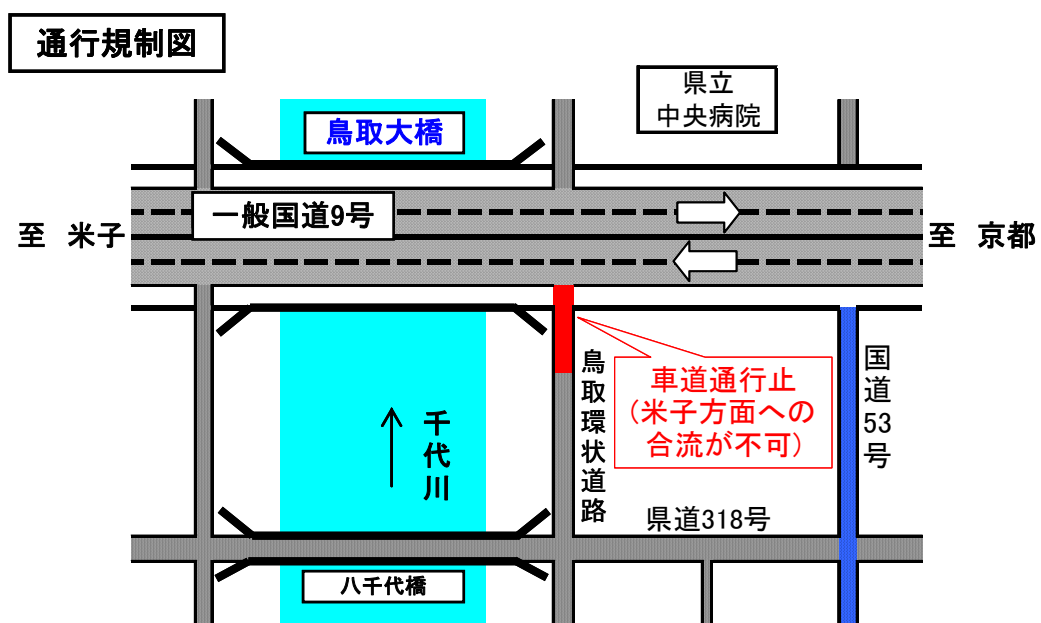 通行規制図
県立
中央病院
鳥取大橋
一般国道9号
至 米子
至 京都
車道通行止
(米子方面への
合流が不可)
鳥取環状道路
国道53号
千代川
県道318号
八千代橋